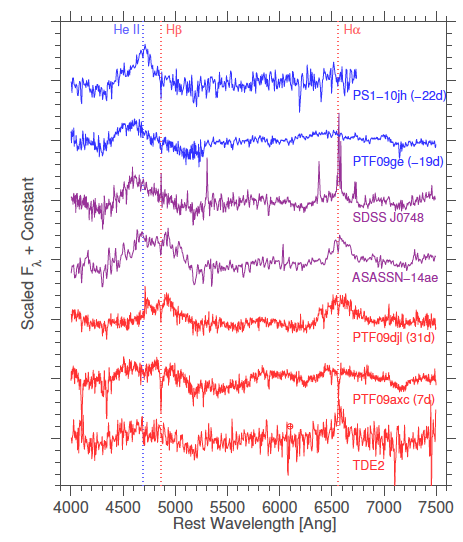 He II Hβ Hα
PS1−10jh (−22d)
PTF09ge (−19d)
SDSS J0748
ASASSN−14ae
PTF09djl (31d)
PTF09axc (7d)
TDE2
Scaled Fλ + Constant
4000 4500 5000 5500 6000 6500 7000 7500
Rest Wavelength [Ang]